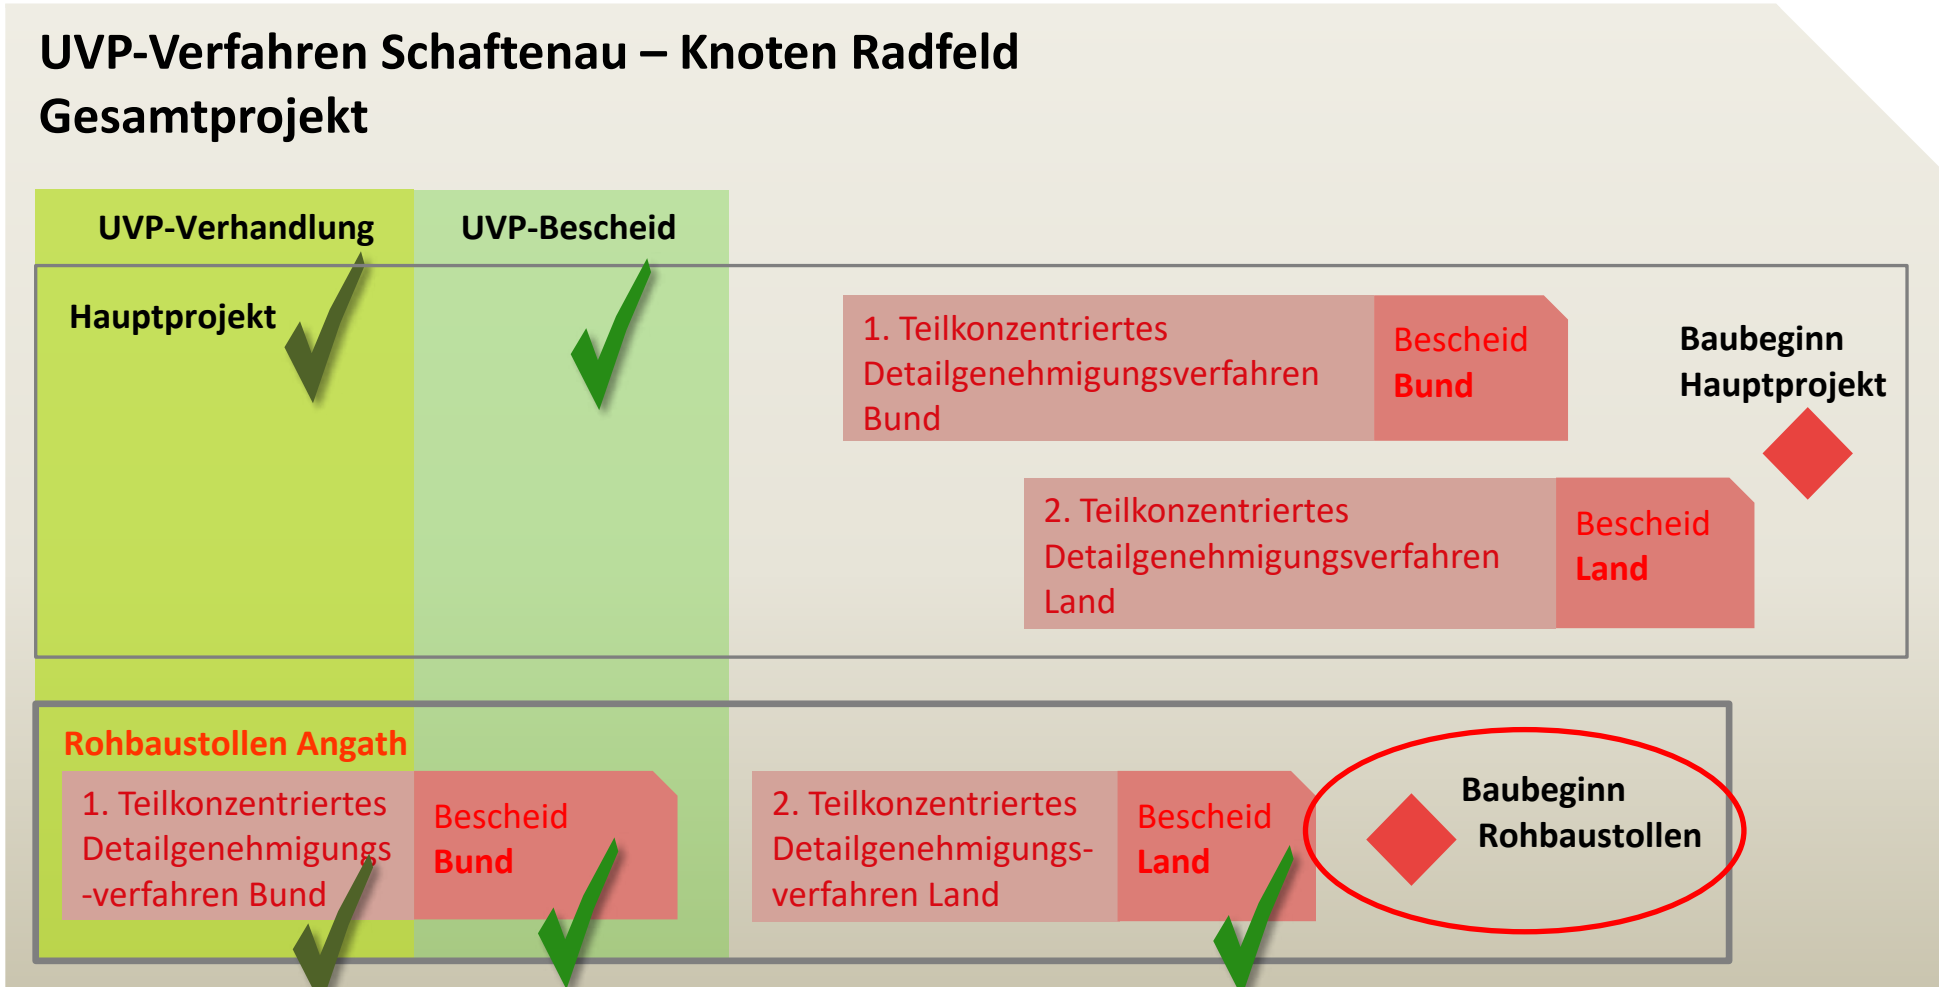 UVP-Verfahren Schaftenau – Knoten Radfeld
Gesamtprojekt
UVP-Verhandlung
UVP-Bescheid
Hauptprojekt
1. Teilkonzentriertes
Detailgenehmigungsverfahren
Bund
Bescheid
Bund
Baubeginn
Hauptprojekt
2. Teilkonzentriertes
Detailgenehmigungsverfahren
Land
Bescheid
Land
Rohbaustollen Angath
1. Teilkonzentriertes
Detailgenehmigungs
-verfahren Bund
Bescheid
Bund
2. Teilkonzentriertes
Detailgenehmigungs-
verfahren Land
Bescheid
Land
Baubeginn
Rohbaustollen